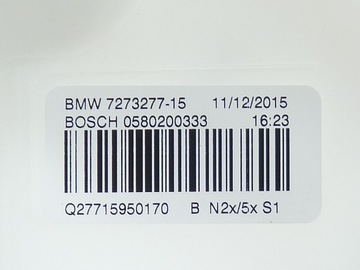 BMW 7273277-15 11/12/2015
BOSCH 0580200333 16:23
Q27715950170 B N2x/5x S1